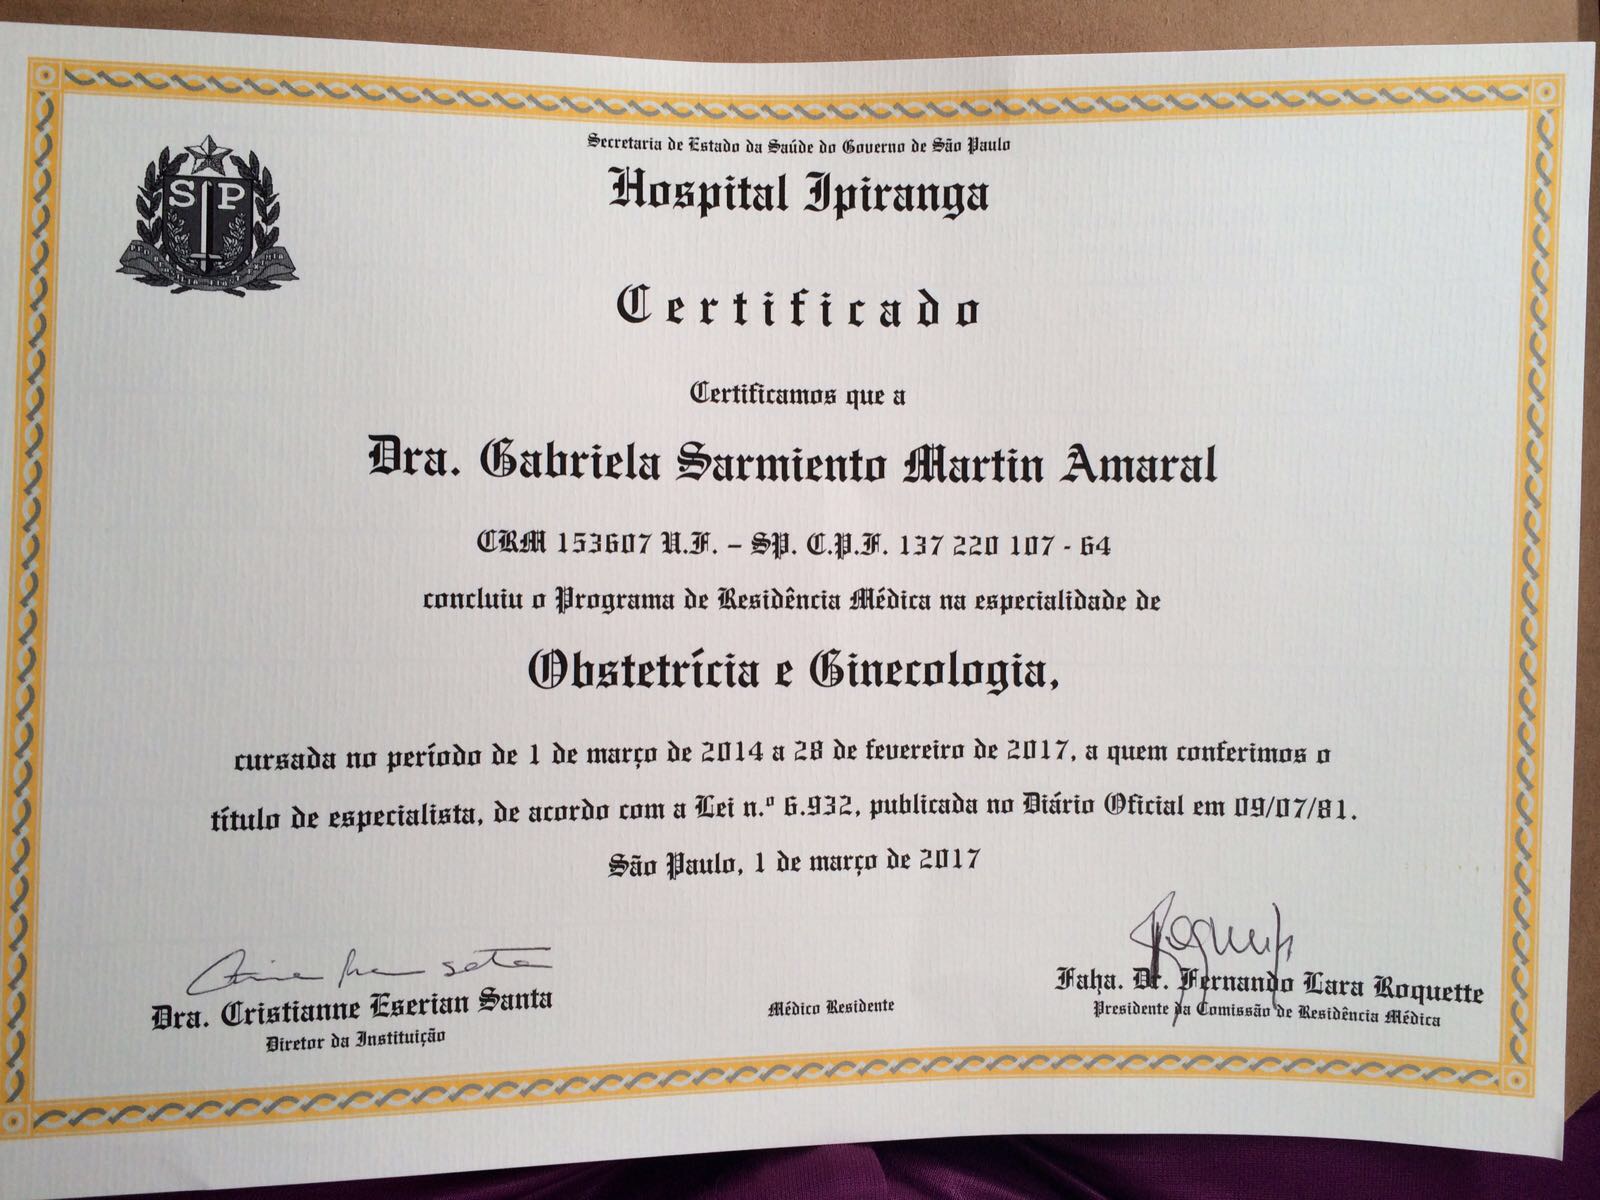 Secretaria de Estado da Saúde do Governo de São Paulo
Hospital Ipiranga
SP
Certificado
Certificamos que a
Dra. Gabriela Sarmiento Martin Amaral
CRM 153607 U.F. – SP. C.P.F. 137 220 107 - 64
concluiu o Programa de Residência Médica na especialidade de
Obstetrícia e Ginecologia,
cursada no período de 1 de março de 2014 a 28 de fevereiro de 2017, a quem conferimos o
título de especialista, de acordo com a Lei n.º 6.932, publicada no Diário Oficial em 09/07/81.
São Paulo, 1 de março de 2017
Dra. Cristianne Eserian Santa
Diretor da Instituição
Médico Residente
Dr. Fernando Lara Roquette
Presidente da Comissão de Residência Médica